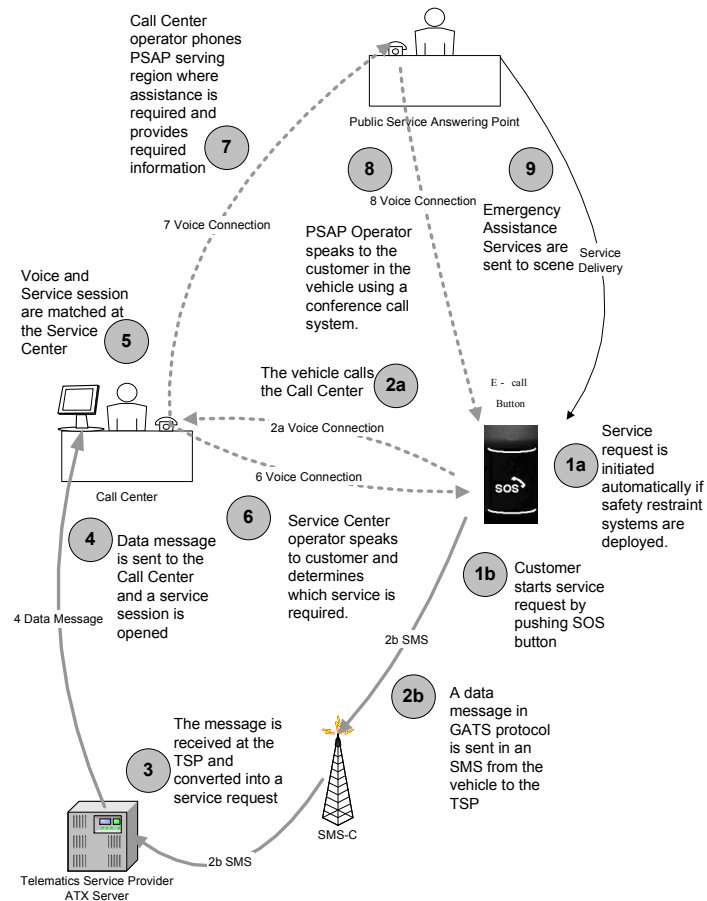 Call Center
operator phones
PSAP serving
region where
assistance is
required and
provides
required
information
7
Public Service Answering Point
8
9
8 Voice Connection
7 Voice Connection
Emergency
Assistance
Services are
sent to scene
Service
Delivery
PSAP Operator
speaks to the
customer in the
vehicle using a
conference call
system.
Voice and
Service session
are matched at
the Service
Center
5
The vehicle calls
the Call Center
2a
E - call
Button
2a Voice Connection
SOS
1a
Service
request is
initiated
automatically if
safety restraint
systems are
deployed.
6 Voice Connection
Call Center
4
Data message
is sent to the
Call Center
and a service
session is
opened
6
Service Center
operator speaks
to customer and
determines
which service is
required.
1b
Customer
starts service
request by
pushing SOS
button
4 Data Message
2b SMS
2b
A data
message in
GATS protocol
is sent in an
SMS from the
vehicle to the
TSP
3
The message is
received at the
TSP and
converted into a
service request
SMS-C
2b SMS
Telematics Service Provider
ATX Server